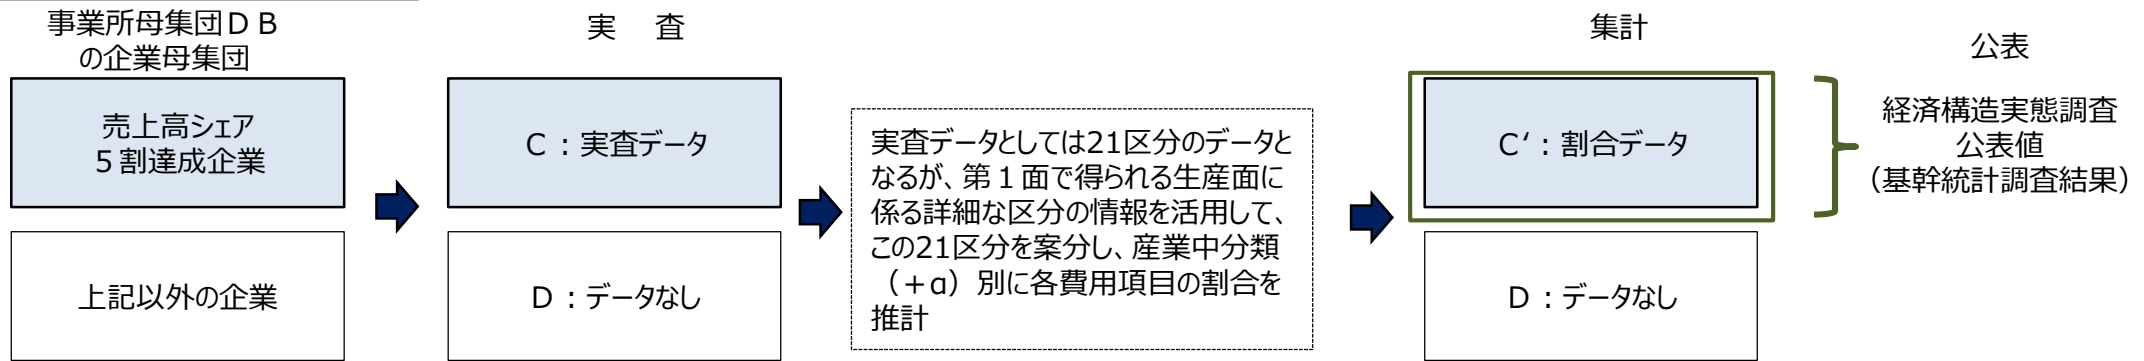 事業所母集団ＤＢ
の企業母集団
売上高シェア
５割達成企業
上記以外の企業
実　査
Ｃ：実査データ
Ｄ：データなし
実査データとしては21区分のデータと
なるが、第１面で得られる生産面に
係る詳細な区分の情報を活用して、
この21区分を案分し、産業中分類
（＋α）別に各費用項目の割合を
推計
集計
Ｃ‘：割合データ
Ｄ：データなし
公表
経済構造実態調査
公表値
（基幹統計調査結果）